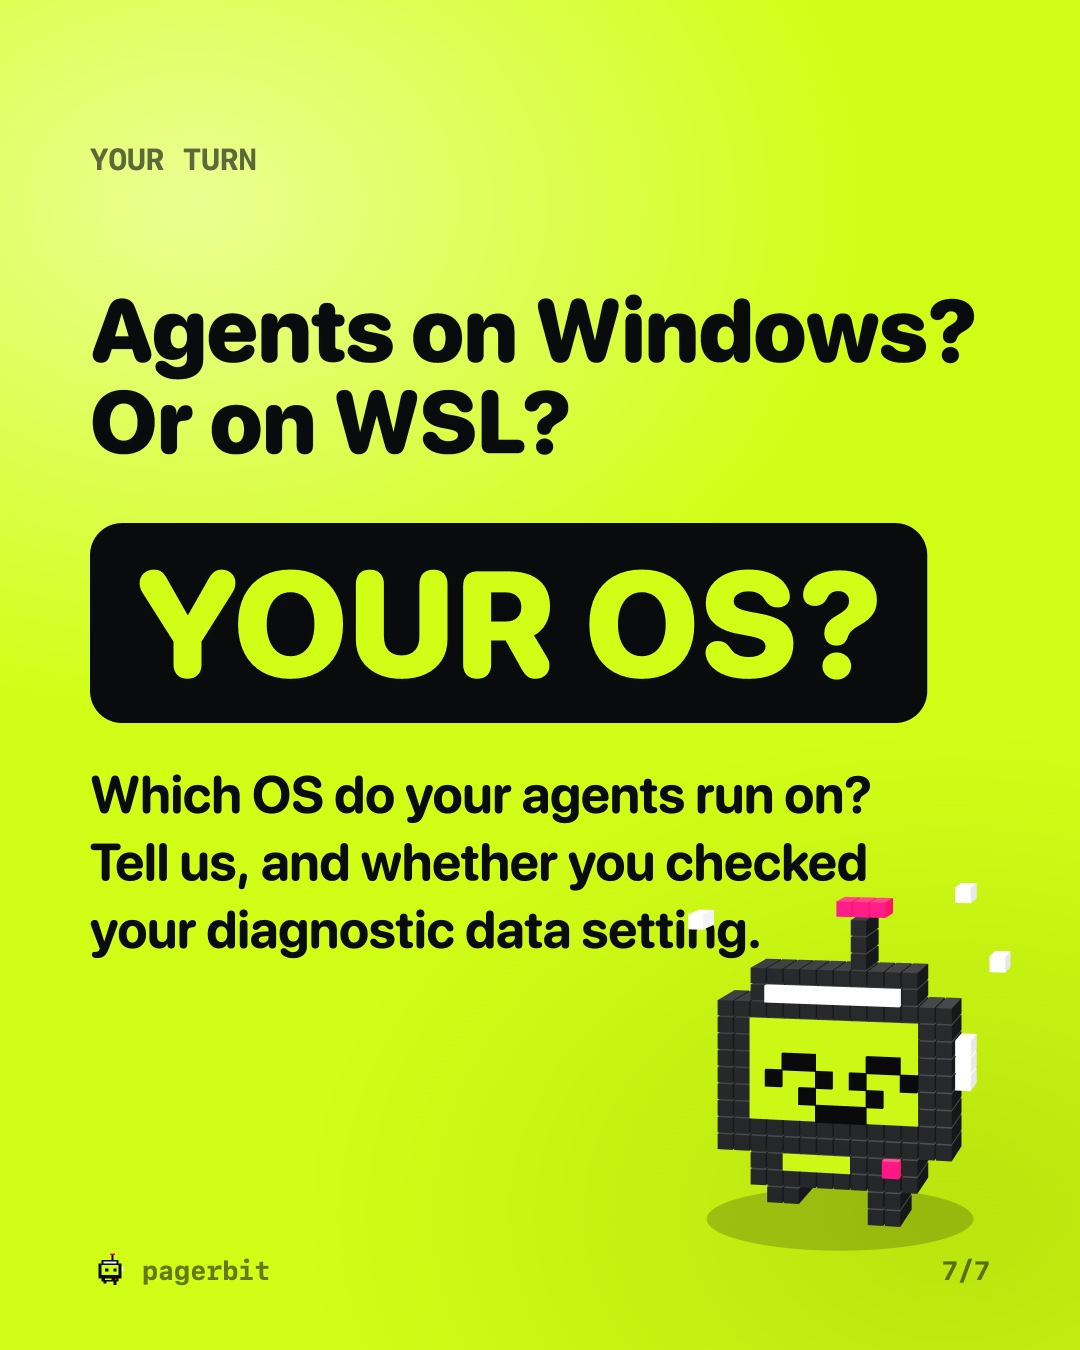 YOUR TURN
Agents on Windows?
Or on WSL?
YOUR OS?
Which OS do your agents run on?
Tell us, and whether you checked
your diagnostic data setting.
pagerbit
7/7